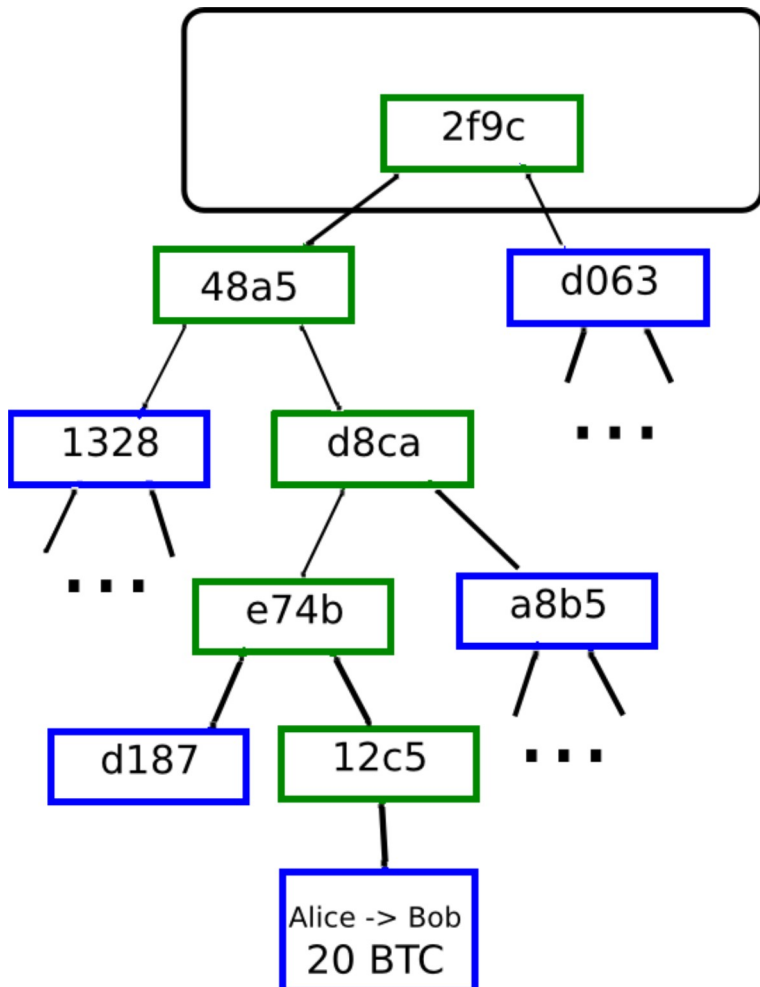 2f9c
48a5
d063
1328
d8ca
...
e74b
a8b5
...
d187
12c5
...
Alice -> Bob
20 BTC